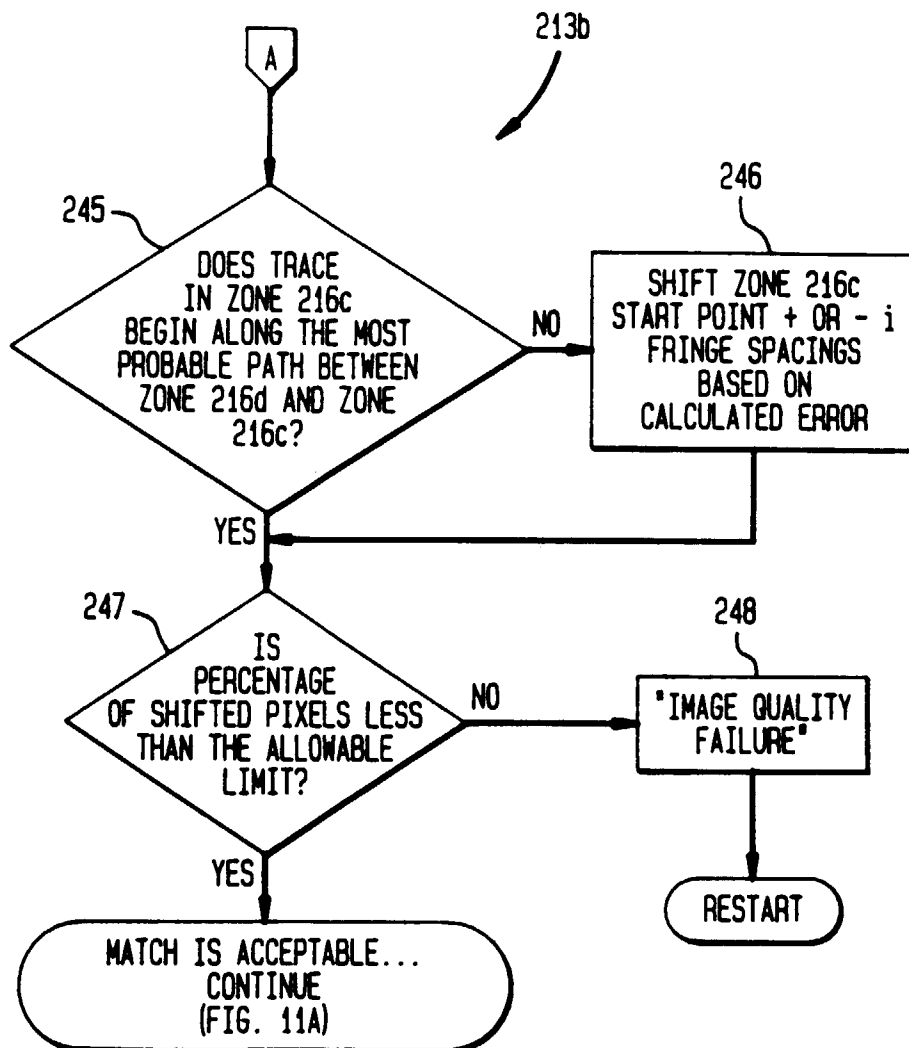 213b
A
245
DOES TRACE
IN ZONE 216c
BEGIN ALONG THE MOST
PROBABLE PATH BETWEEN
ZONE 216d AND ZONE
216c?
NO
246
SHIFT ZONE 216c
START POINT + OR - i
FRINGE SPACINGS
BASED ON
CALCULATED ERROR
YES
247
IS
PERCENTAGE
OF SHIFTED PIXELS LESS
THAN THE ALLOWABLE
LIMIT?
NO
248
"IMAGE QUALITY
FAILURE"
RESTART
YES
MATCH IS ACCEPTABLE...
CONTINUE
(FIG. 11A)